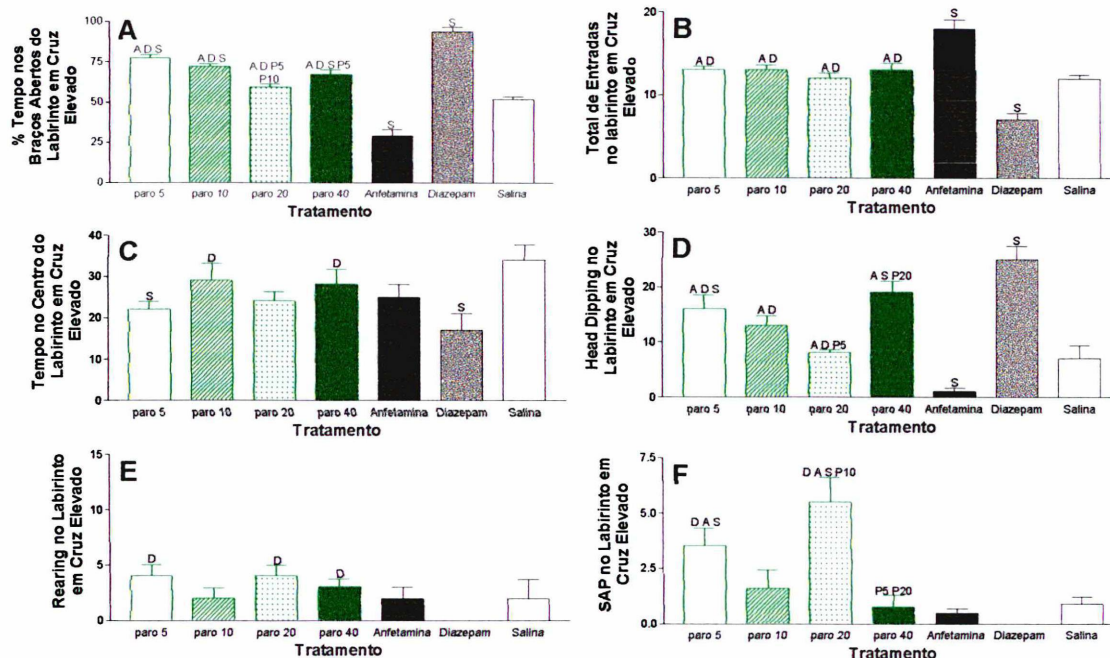 A
% Tempo nos
Braços Abertos do
Labirinto em Cruz
Elevado
100
75
50
25
0
A D S
A D S
A D P5
P10
A D S P5
S
S
paro 5 paro 10 paro 20 paro 40 Anfetamina Diazepam Salina
Tratamento
B
Total de Entradas
no labirinto em Cruz
Elevado
20
10
0
A D
A D
A D
A D
S
S
paro 5 paro 10 paro 20 paro 40 Anfetamina Diazepam Salina
Tratamento
C
Tempo no Centro do
Labirinto em Cruz
Elevado
40
30
20
10
0
S
D
D
S
paro 5 paro 10 paro 20 paro 40 Anfetamina Diazepam Salina
Tratamento
D
Head Dipping no
Labirinto em Cruz
Elevado
30
20
10
0
A D S
A D
A D P5
A S P20
S
S
paro 5 paro 10 paro 20 paro 40 Anfetamina Diazepam Salina
Tratamento
E
Rearing no Labirinto
em Cruz Elevado
15
10
5
0
D
D
D
paro 5 paro 10 paro 20 paro 40 Anfetamina Diazepam Salina
Tratamento
F
SAP no Labirinto em
Cruz Elevado
7.5
5.0
2.5
0.0
D A S
D A S P10
P5 P20
paro 5 paro 10 paro 20 paro 40 Anfetamina Diazepam Salina
Tratamento